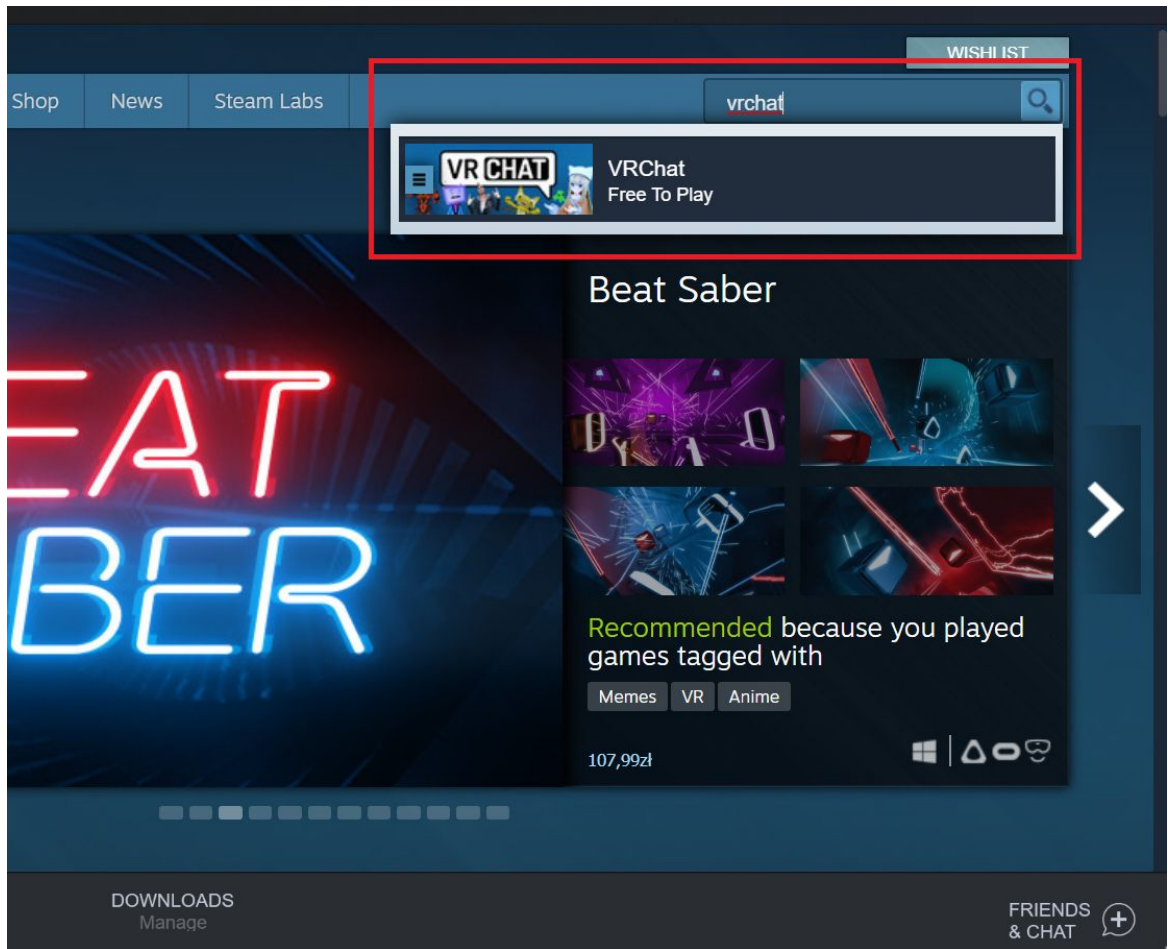 WISHLIST
Shop
News
Steam Labs
vrchat
VR CHAT
VRChat
Free To Play
Beat Saber
EAT
BER
Recommended because you played
games tagged with
Memes
VR
Anime
107,99zł
DOWNLOADS
Manage
FRIENDS
& CHAT